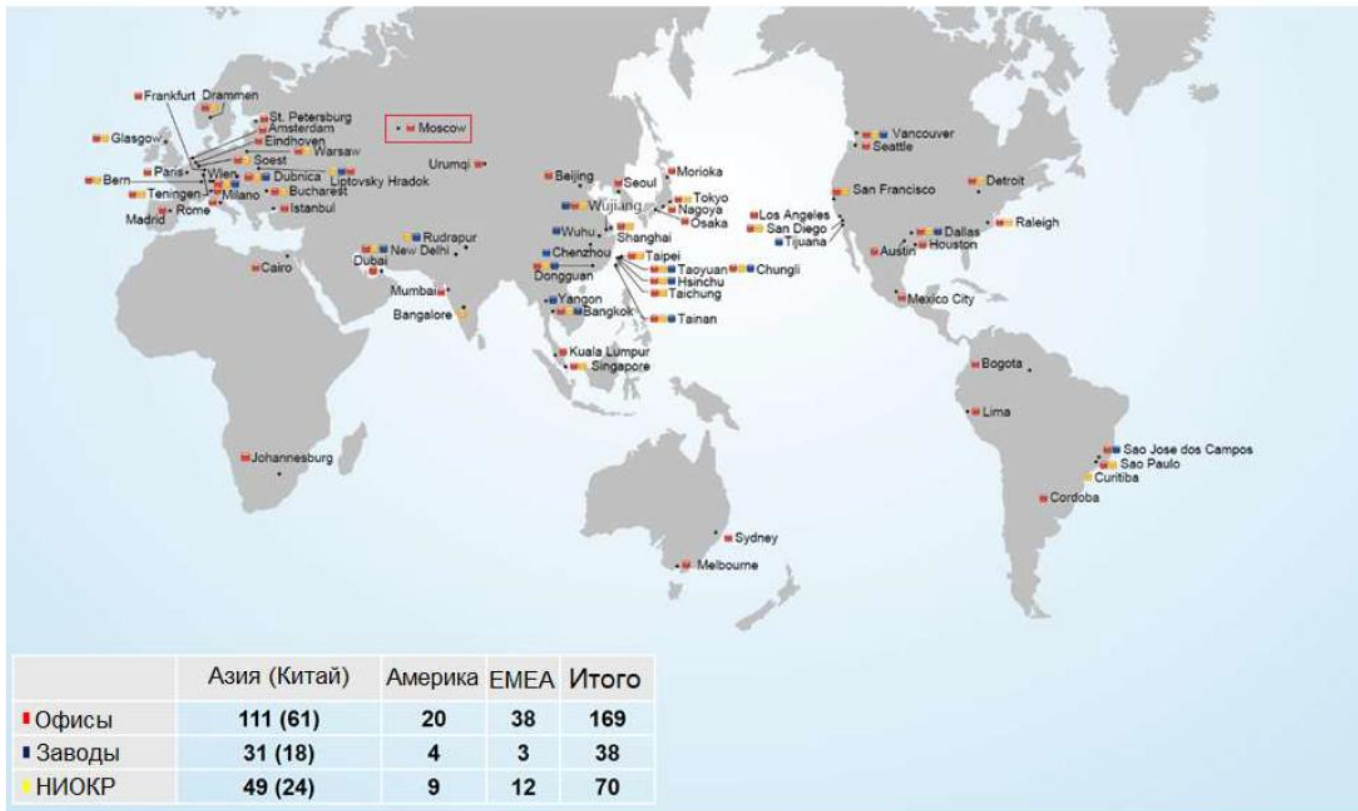 Frankfurt
Drammen
St. Petersburg
Amsterdam
Eindhoven
Moscow
Glasgow
Warsaw
Soest
Paris
Wien
Dubnica
Liptovsky Hradok
Bern
Teningen
Milano
Bucharest
Madrid
Rome
Istanbul
Urumqi
Beijing
Seoul
Morioka
Tokyo
Nagoya
Osaka
Wujiang
Wuhu
Shanghai
Chenzhou
Dongguan
Taipei
Taoyuan
Chungli
Hsinchu
Taichung
Tainan
Rudrapur
New Delhi
Dubai
Cairo
Mumbai
Bangalore
Yangon
Bangkok
Kuala Lumpur
Singapore
Johannesburg
Sydney
Melbourne
Vancouver
Seattle
San Francisco
Detroit
Los Angeles
San Diego
Tijuana
Raleigh
Dallas
Austin
Houston
Mexico City
Bogota
Lima
Sao Jose dos Campos
Sao Paulo
Curitiba
Cordoba
Азия (Китай) Америка EMEA Итого
Офисы 111 (61) 20 38 169
Заводы 31 (18) 4 3 38
НИОКР 49 (24) 9 12 70